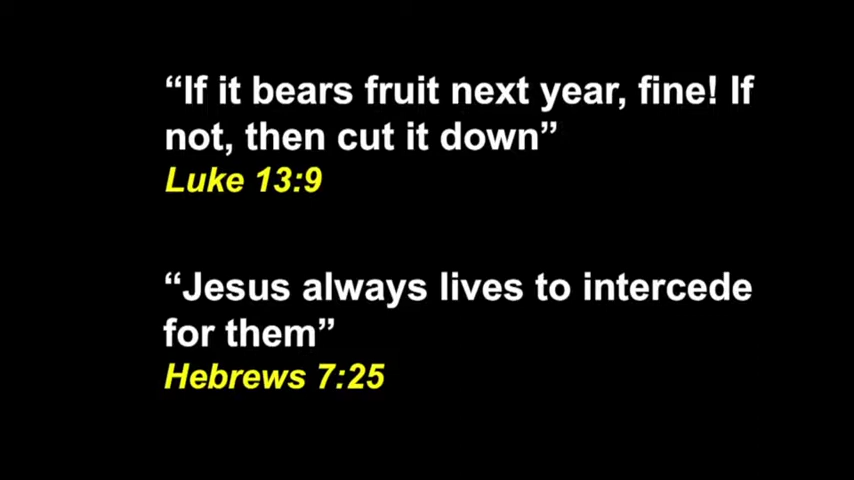 “If it bears fruit next year, fine! If
not, then cut it down”
Luke 13:9
“Jesus always lives to intercede
for them”
Hebrews 7:25